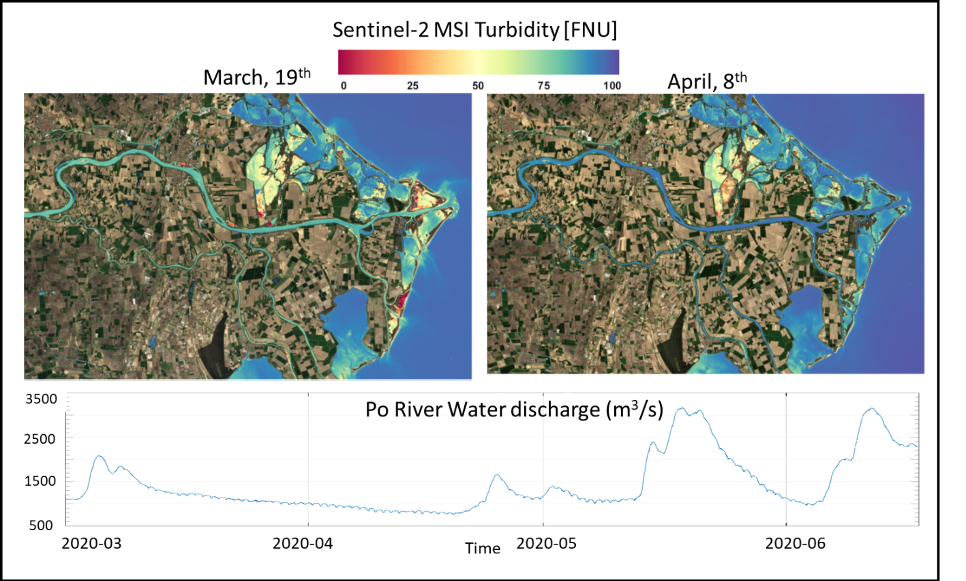 Sentinel-2 MSI Turbidity [FNU]
March, 19th
April, 8th
0 25 50 75 100
Po River Water discharge (m³/s)
3500
2500
1500
500
2020-03 2020-04 2020-05 2020-06
Time